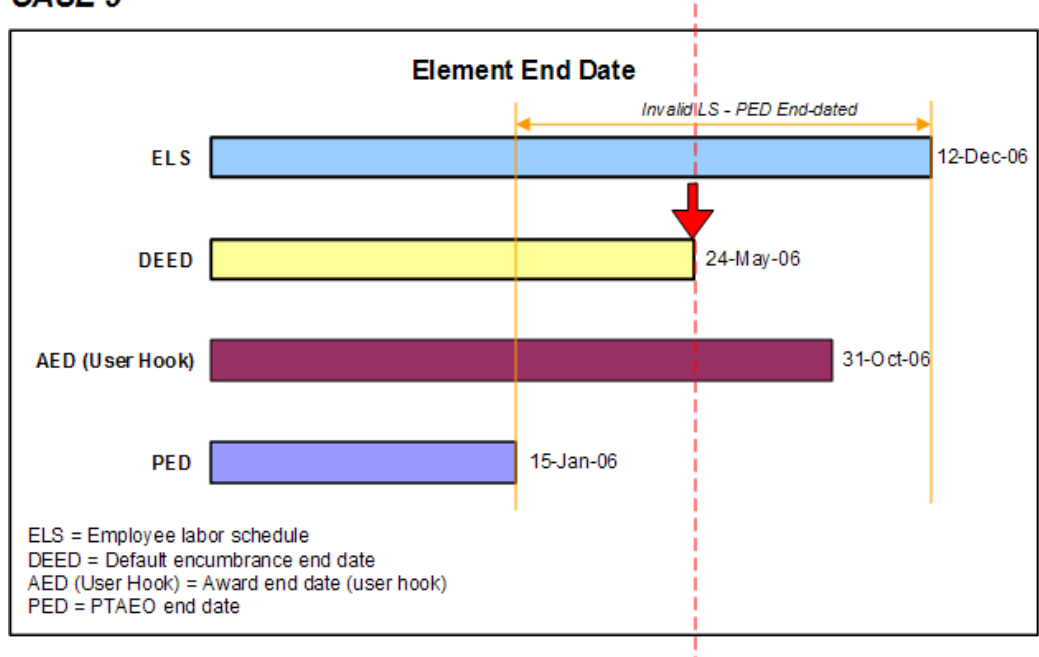 Element End Date
Invalid LS - PED End-dated
ELS
12-Dec-06
DEED
24-May-06
AED (User Hook)
31-Oct-06
PED
15-Jan-06
ELS = Employee labor schedule
DEED = Default encumbrance end date
AED (User Hook) = Award end date (user hook)
PED = PTAEO end date